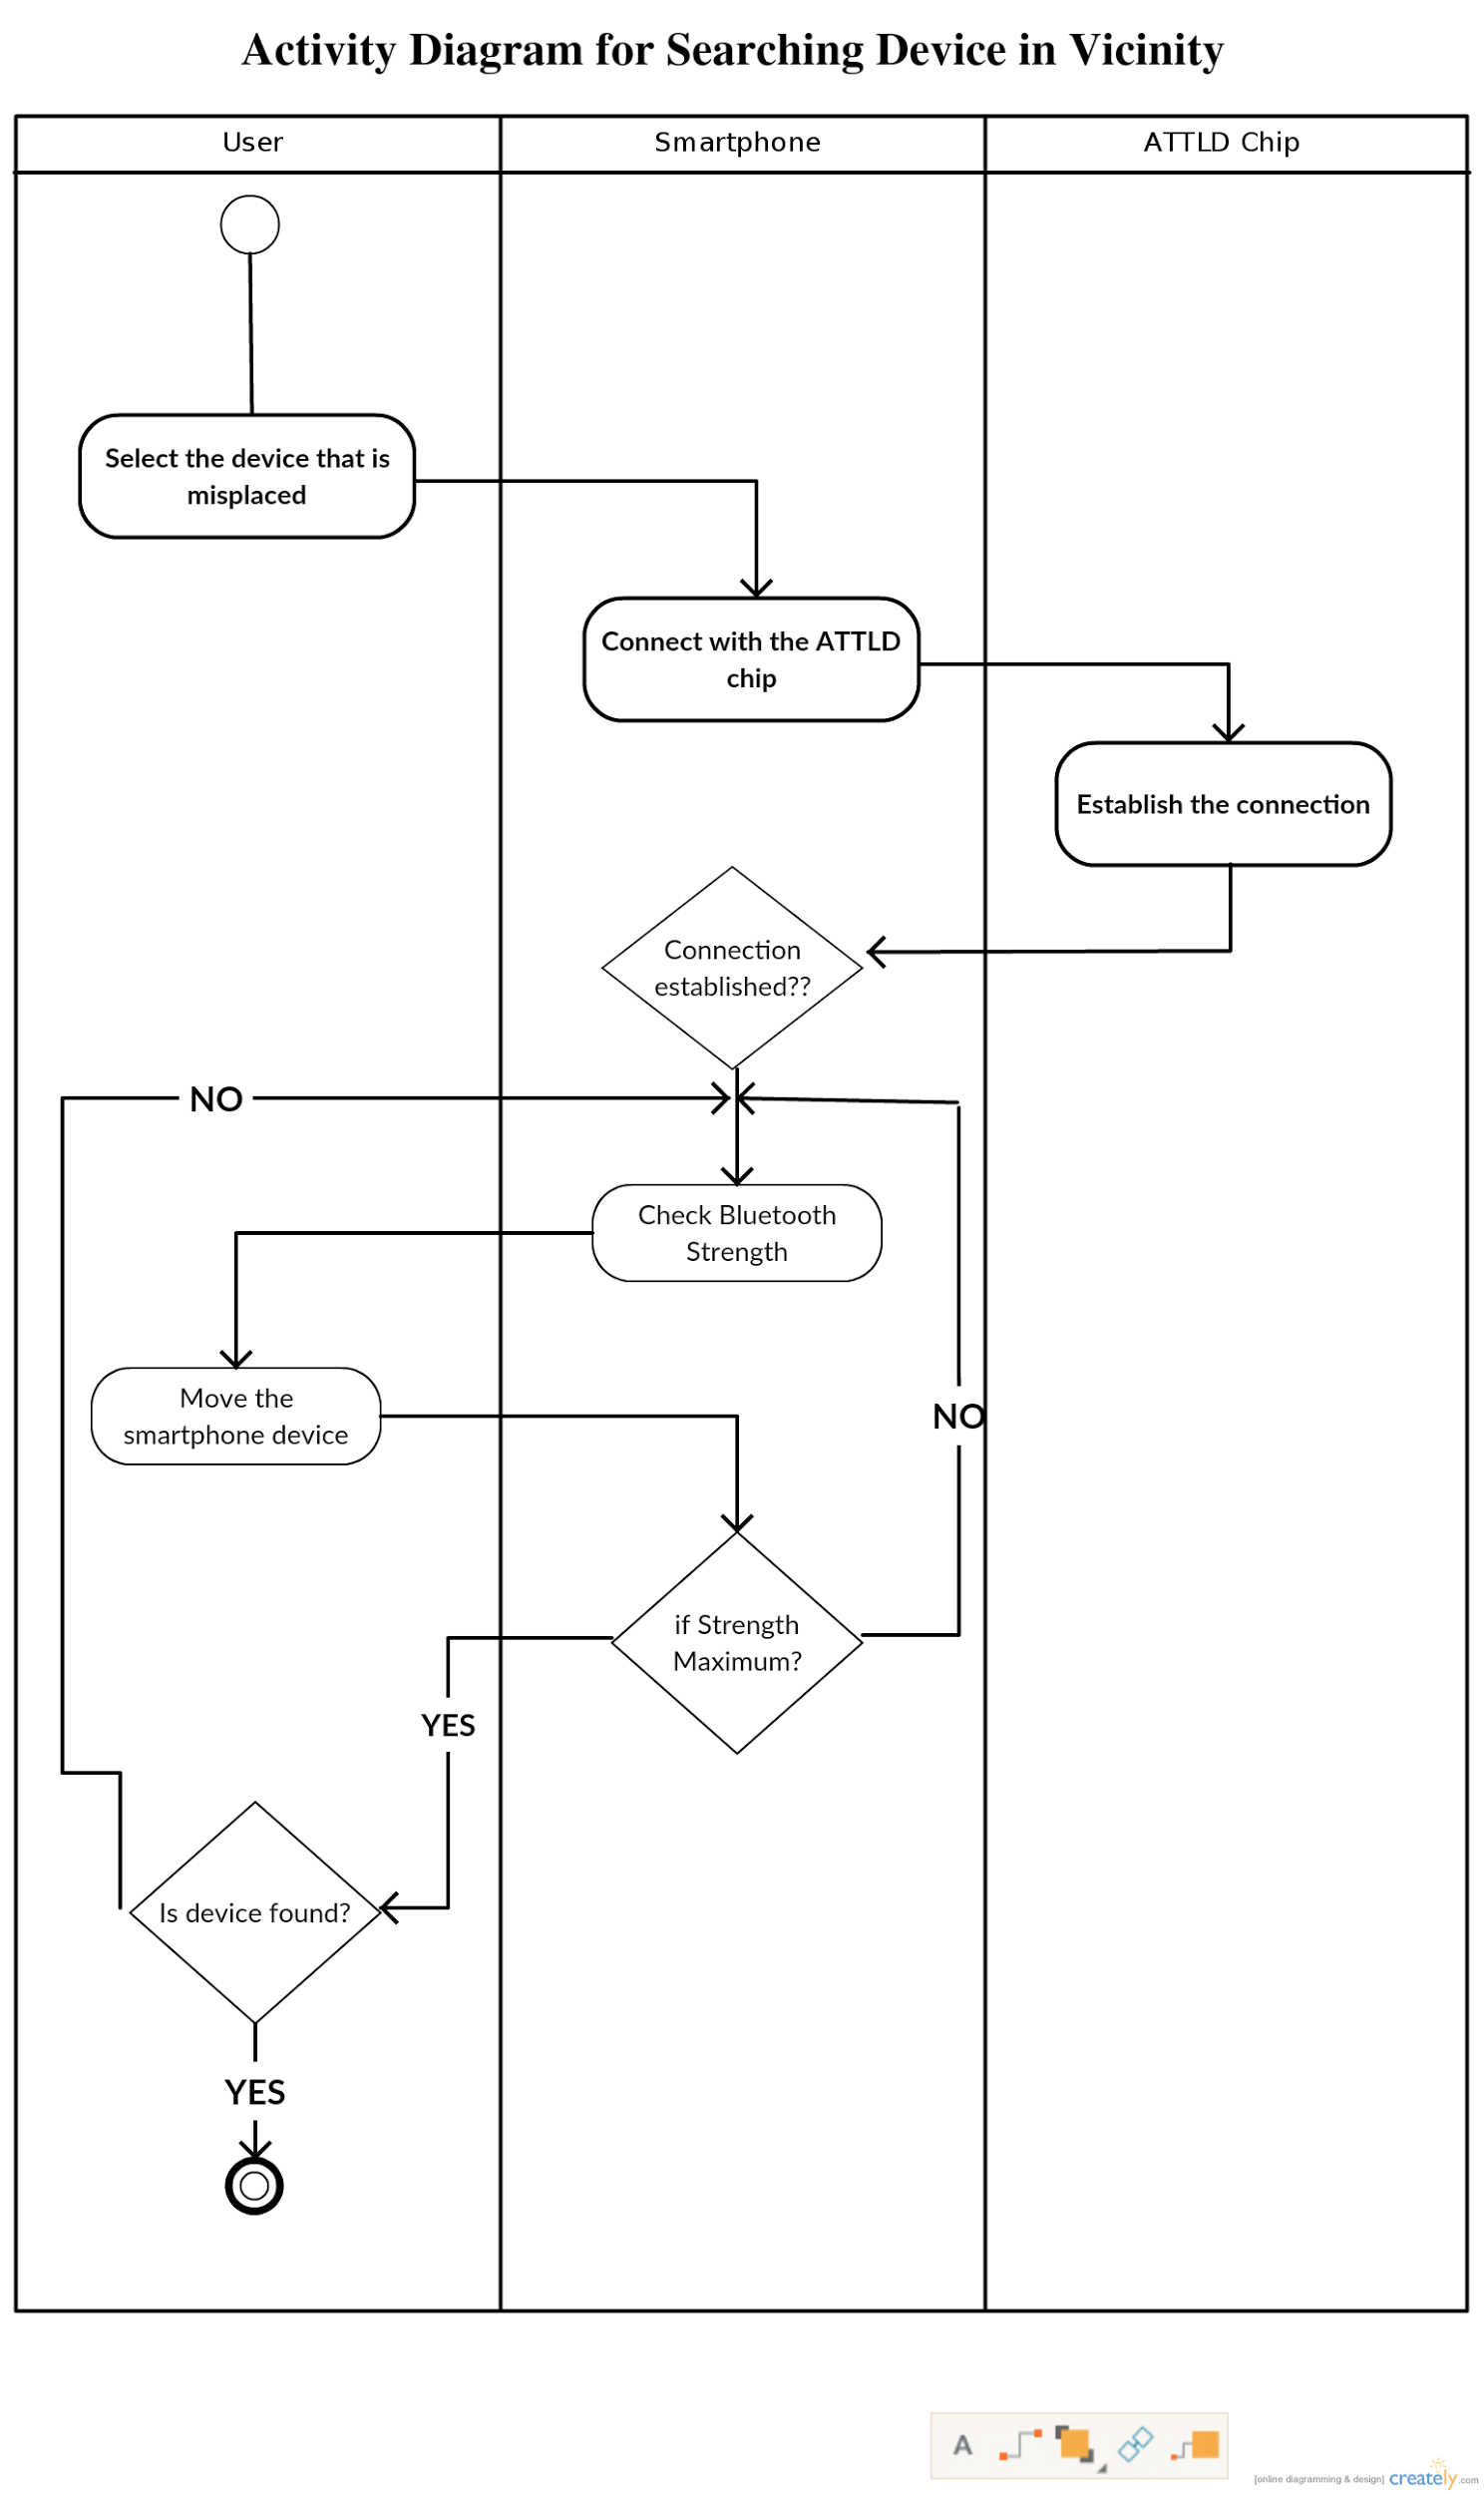 Activity Diagram for Searching Device in Vicinity
User
Smartphone
ATTLD Chip
Select the device that is
misplaced
Connect with the ATTLD
chip
Establish the connection
Connection
established??
NO
Check Bluetooth
Strength
Move the
smartphone device
NO
if Strength
Maximum?
YES
Is device found?
YES
A
[online diagramming & design] creately.com